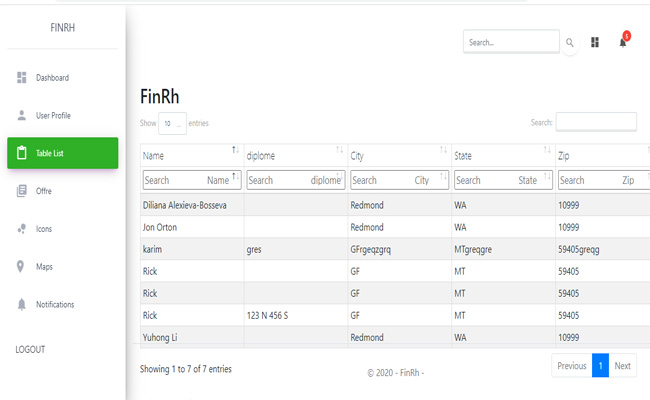 FINRH
Dashboard
User Profile
Table List
Offre
Icons
Maps
Notifications
LOGOUT
Search...
5
FinRh
Show 10 entries
Search:
Name diplome City State Zip
Search Name Search diplome Search City Search State Search Zip
Diliana Alexieva-Bosseva Redmond WA 10999
Jon Orton Redmond WA 10999
karim gres GFrgeqzgrq MTgreqgre 59405greqg
Rick GF MT 59405
Rick GF MT 59405
Rick 123 N 456 S GF MT 59405
Yuhong Li Redmond WA 10999
Showing 1 to 7 of 7 entries
Previous 1 Next
© 2020 - FinRh -